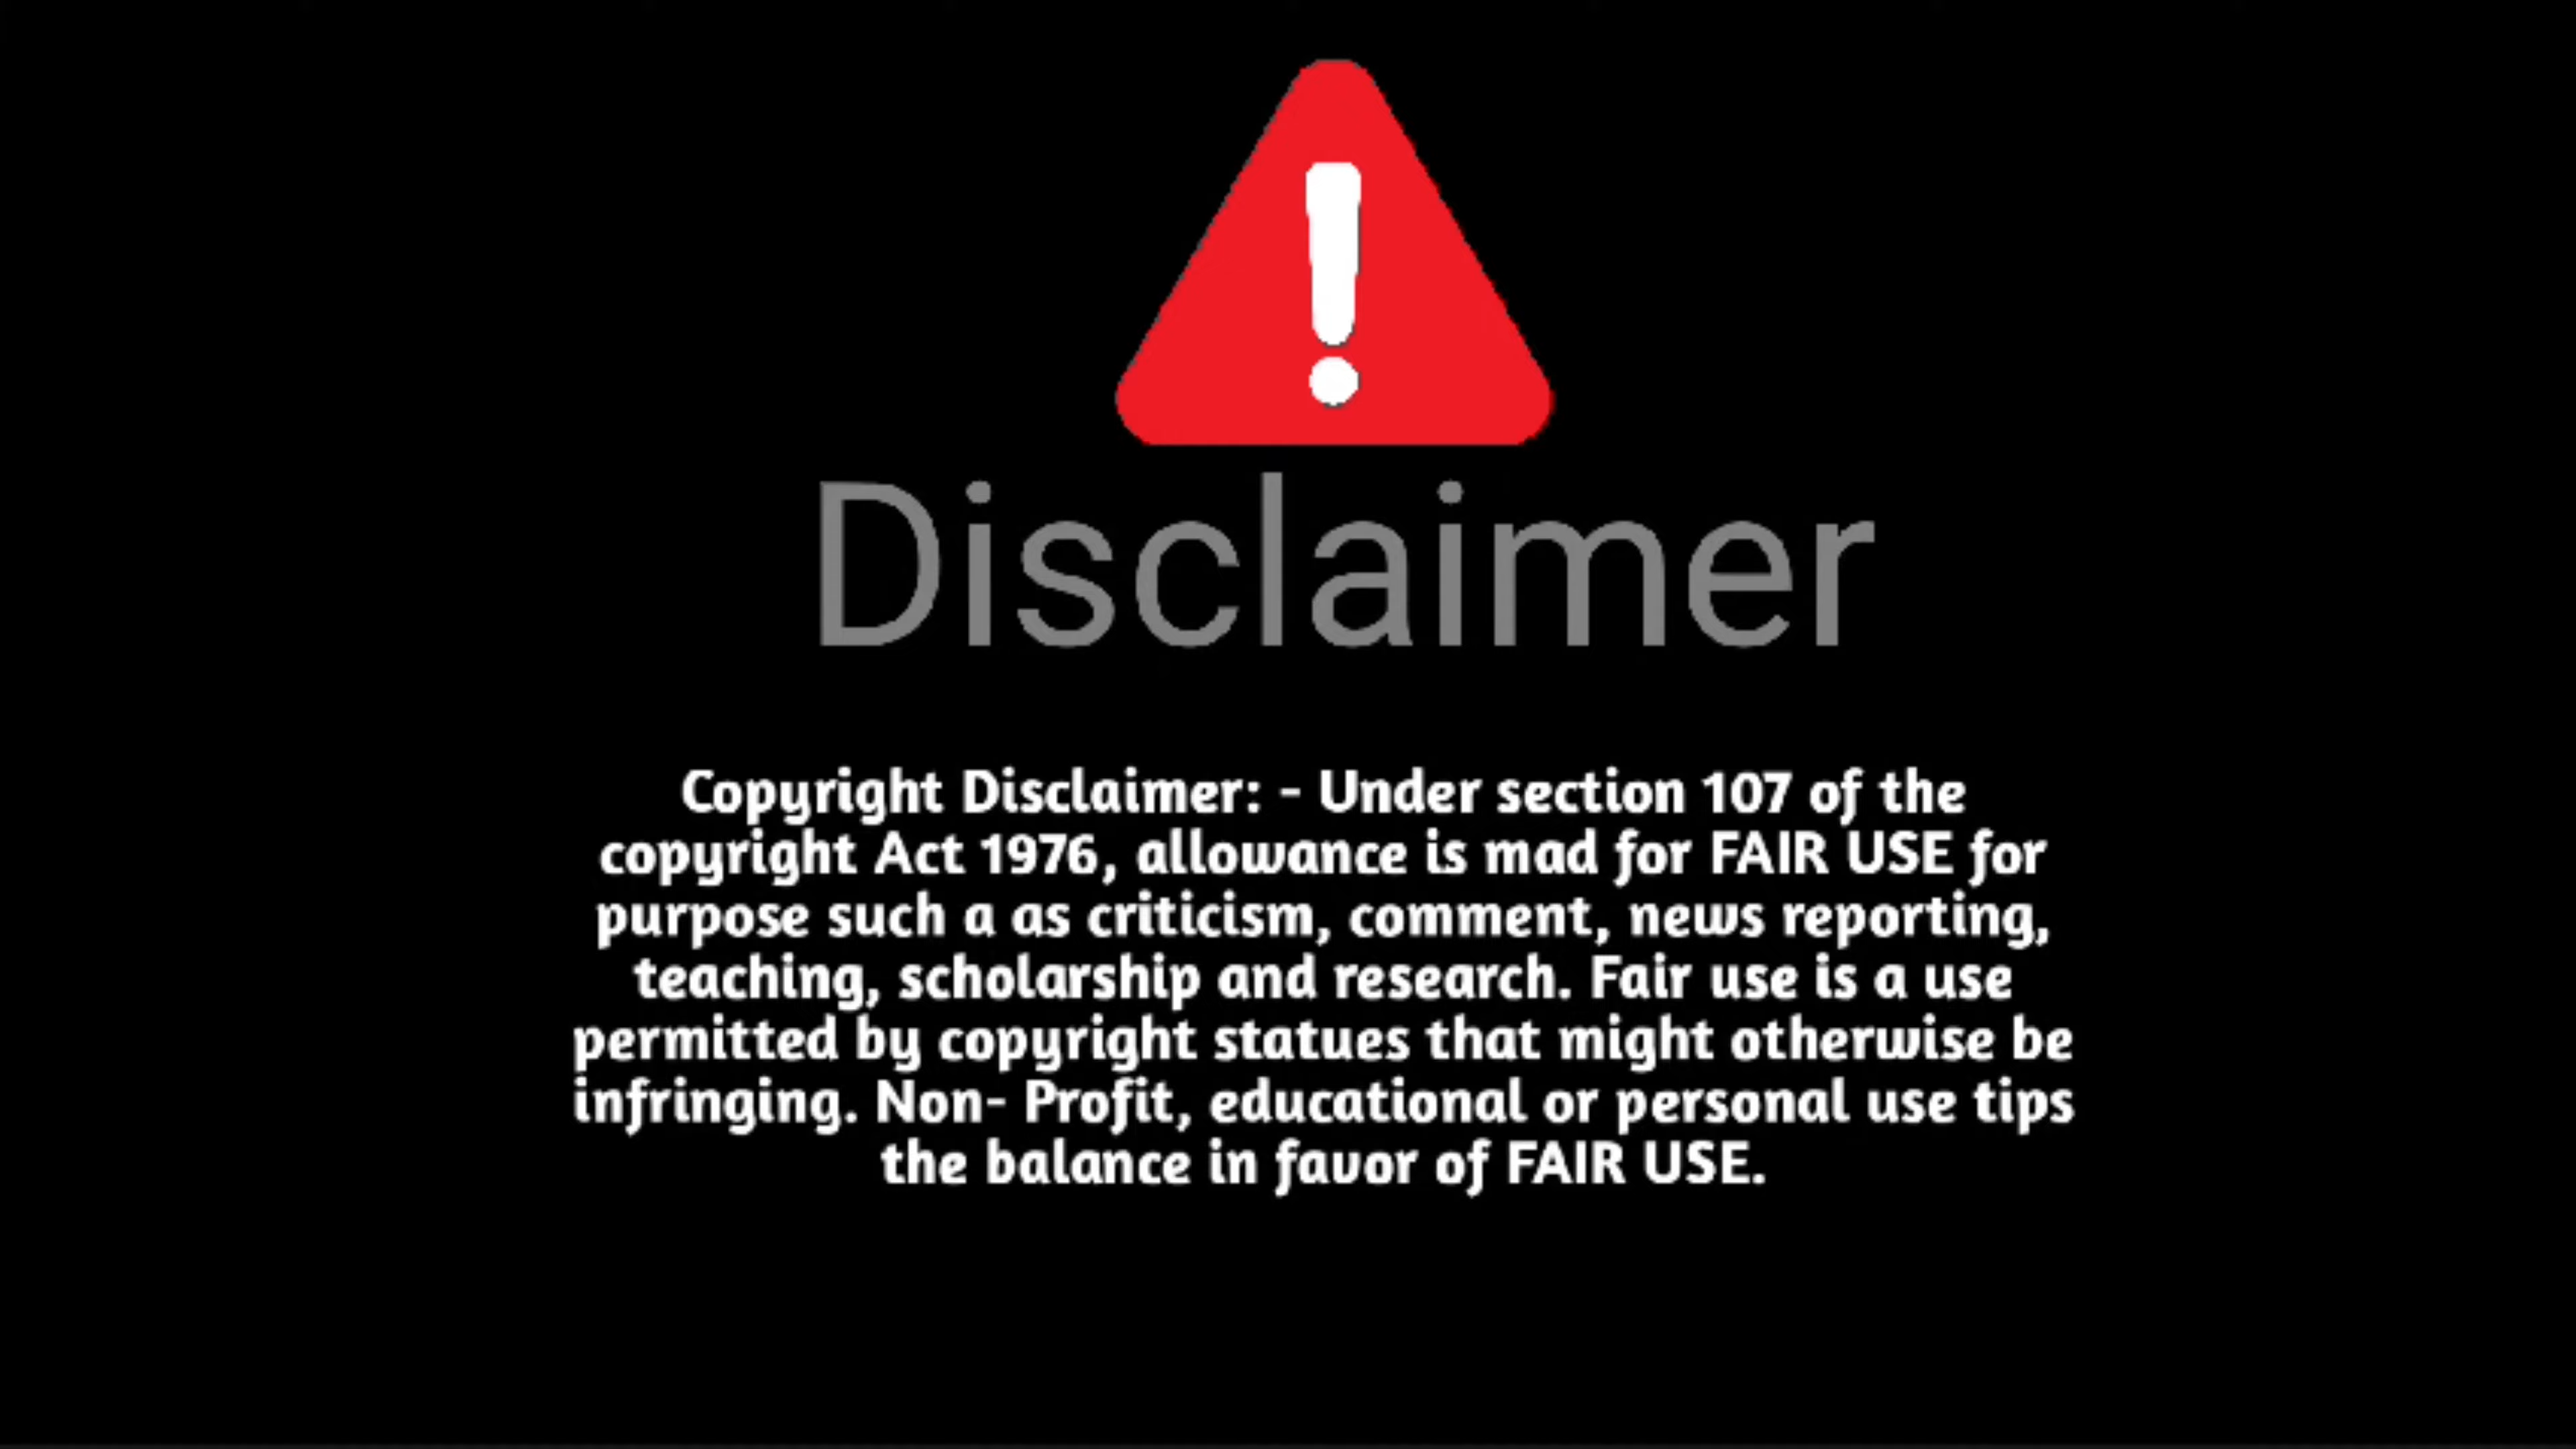 !
Disclaimer
Copyright Disclaimer: - Under section 107 of the
copyright Act 1976, allowance is mad for FAIR USE for
purpose such a as criticism, comment, news reporting,
teaching, scholarship and research. Fair use is a use
permitted by copyright statues that might otherwise be
infringing. Non- Profit, educational or personal use tips
the balance in favor of FAIR USE.